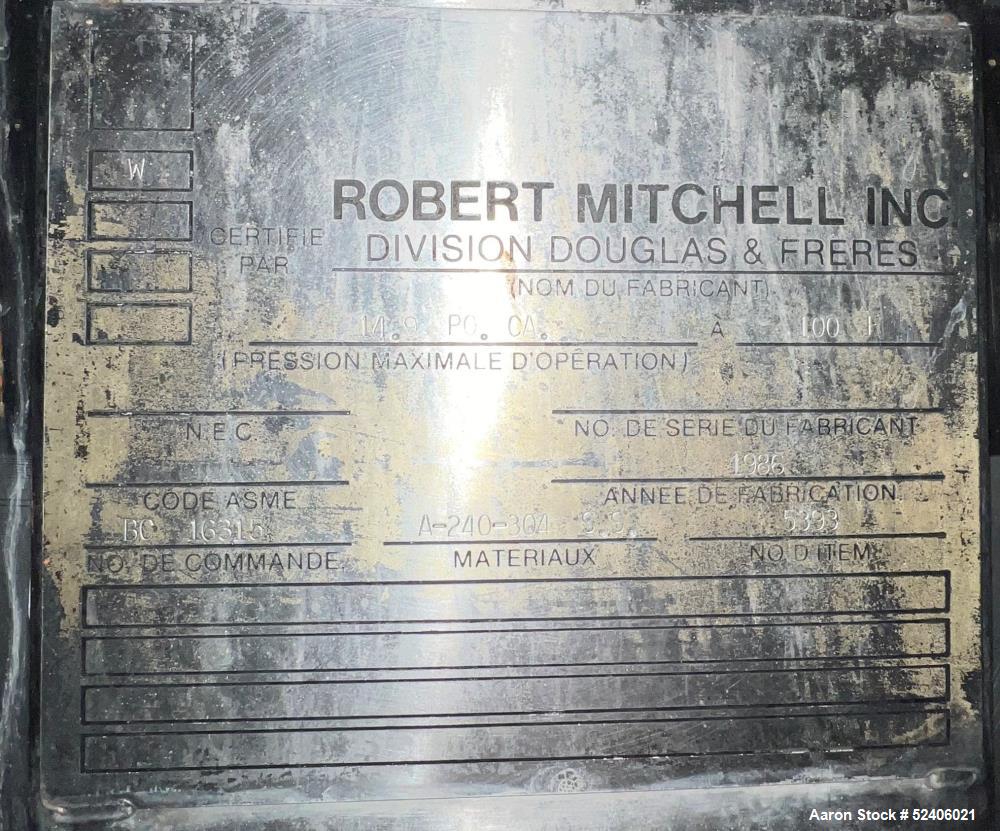 W
ROBERT MITCHELL INC
CERTIFIE PAR
DIVISION DOUGLAS & FRERES
(NOM DU FABRICANT)
14.9 PO. CA. À 100 F
(PRESSION MAXIMALE D'OPÉRATION)
N.E.C. NO. DE SERIE DU FABRICANT
1986
CODE ASME ANNEE DE FABRICATION
BC 16315 A-240-304 S.S. 5393
NO. DE COMMANDE MATERIAUX NO. D'ITEM
Aaron Stock # 52406021